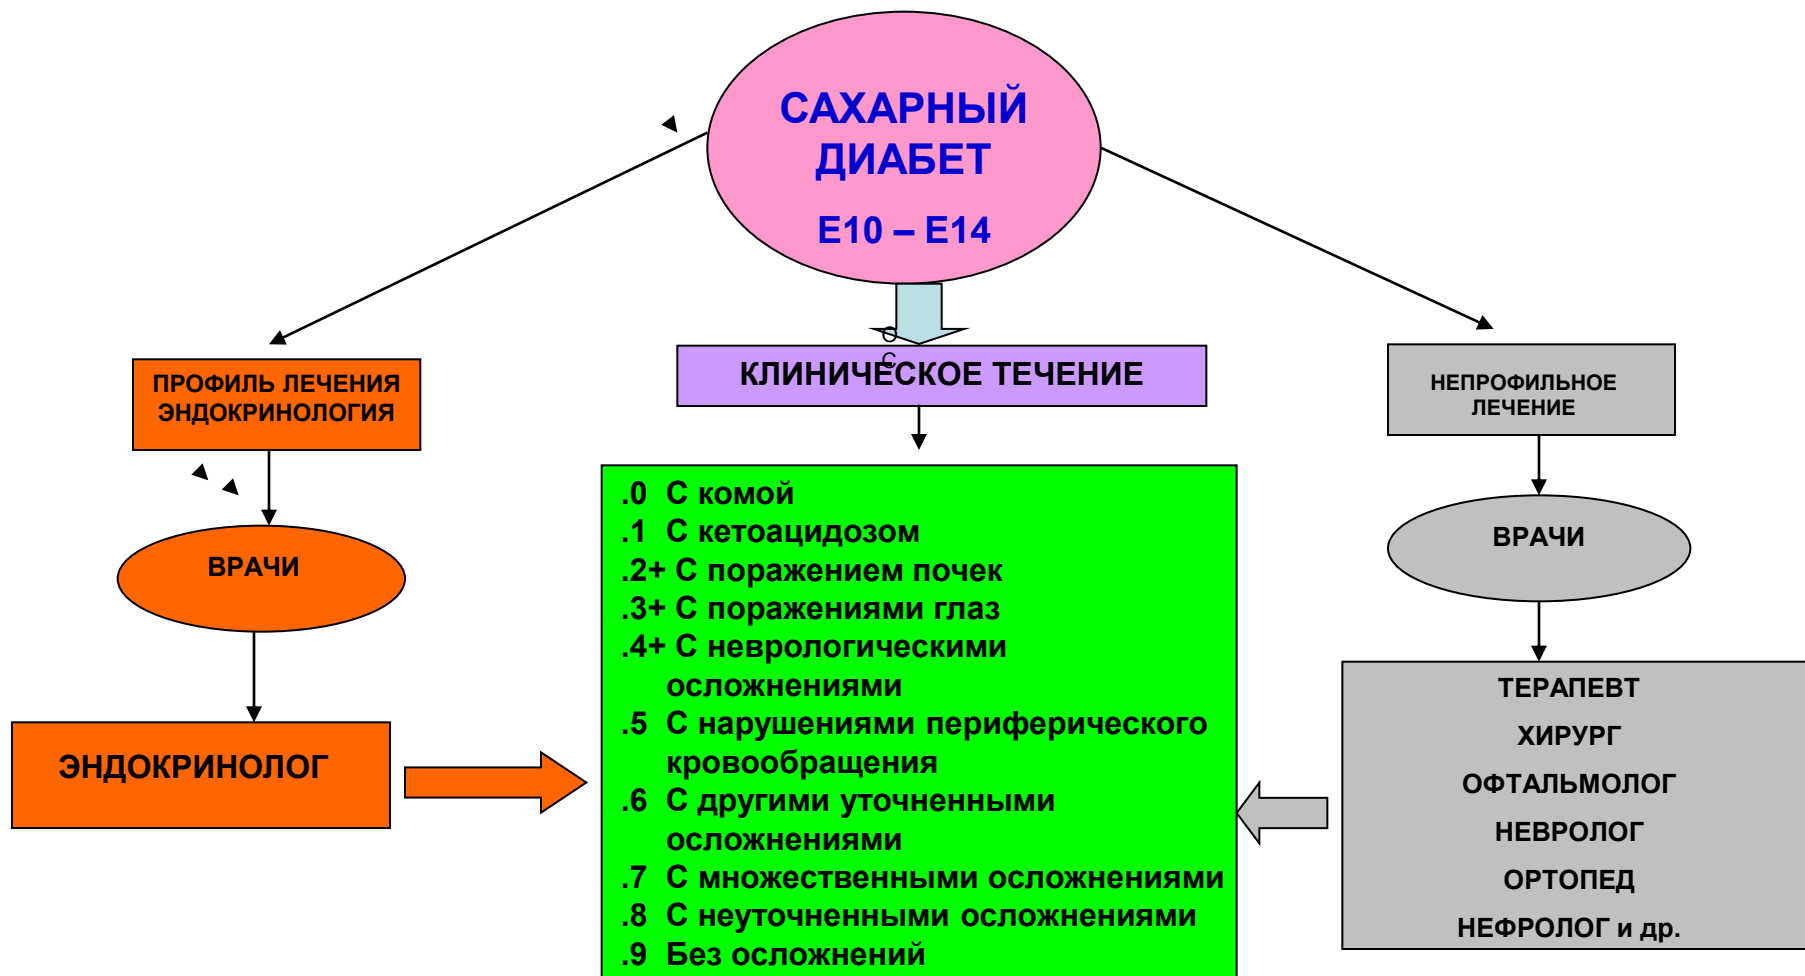 САХАРНЫЙ
ДИАБЕТ
Е10 – Е14
ПРОФИЛЬ ЛЕЧЕНИЯ
ЭНДОКРИНОЛОГИЯ
ВРАЧИ
ЭНДОКРИНОЛОГ
О
С
КЛИНИЧЕСКОЕ ТЕЧЕНИЕ
.0 С комой
.1 С кетоацидозом
.2+ С поражением почек
.3+ С поражениями глаз
.4+ С неврологическими
осложнениями
.5 С нарушениями периферического
кровообращения
.6 С другими уточненными
осложнениями
.7 С множественными осложнениями
.8 С неуточненными осложнениями
.9 Без осложнений
НЕПРОФИЛЬНОЕ
ЛЕЧЕНИЕ
ВРАЧИ
ТЕРАПЕВТ
ХИРУРГ
ОФТАЛЬМОЛОГ
НЕВРОЛОГ
ОРТОПЕД
НЕФРОЛОГ и др.